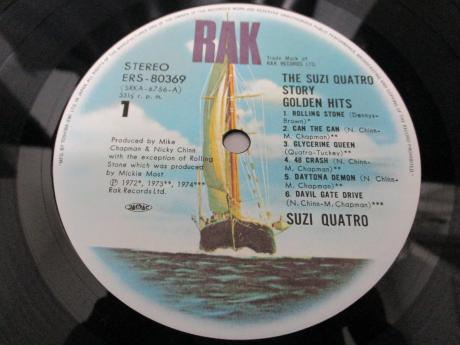 RAK
Trade Mark of
RAK RECORDS LTD.
STEREO
ERS-80369
(SRKA-6756-A)
33⅓ r. p. m.
1
Produced by Mike
Chapman & Nicky Chinn
with the exception of Rolling
Stone which was produced
by Mickie Most
Ⓟ 1972*, 1973**, 1974***
Rak Records Ltd.
THE SUZI QUATRO
STORY
GOLDEN HITS
1. ROLLING STONE (Dennys-
Brown)*
2. CAN THE CAN (N. Chinn-
M. Chapman)**
3. GLYCERINE QUEEN
(Quatro-Tuckey)**
4. 48 CRASH (N. Chinn-
M. Chapman)**
5. DAYTONA DEMON (N. Chinn-
M. Chapman)**
6. DAVIL GATE DRIVE
(N. Chinn-M. Chapman)***
SUZI QUATRO